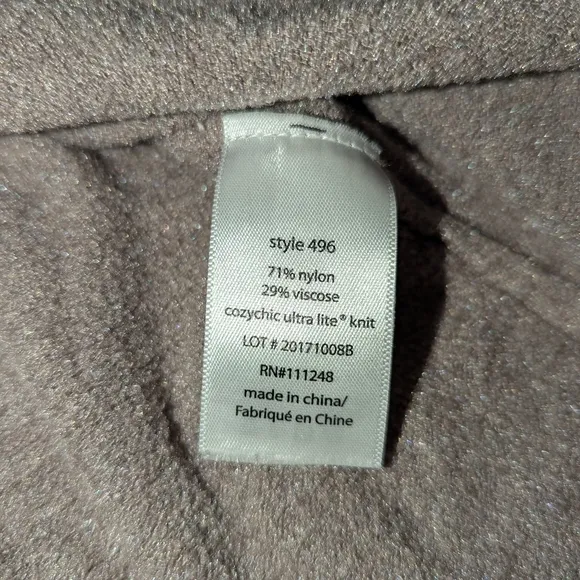 style 496
71% nylon
29% viscose
cozychic ultra lite® knit
LOT # 20171008B
RN#111248
made in china/
Fabriqué en Chine